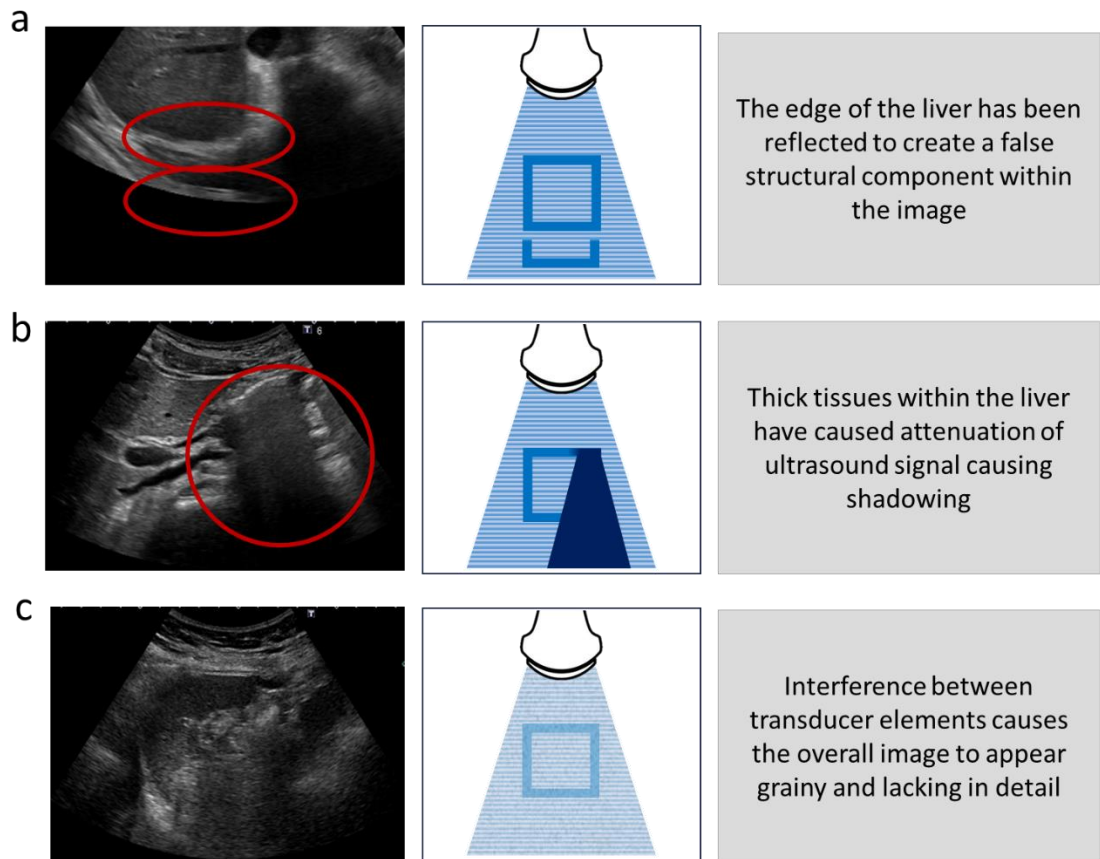 a
The edge of the liver has been
reflected to create a false
structural component within
the image
b
T 6
Thick tissues within the liver
have caused attenuation of
ultrasound signal causing
shadowing
c
T
Interference between
transducer elements causes
the overall image to appear
grainy and lacking in detail